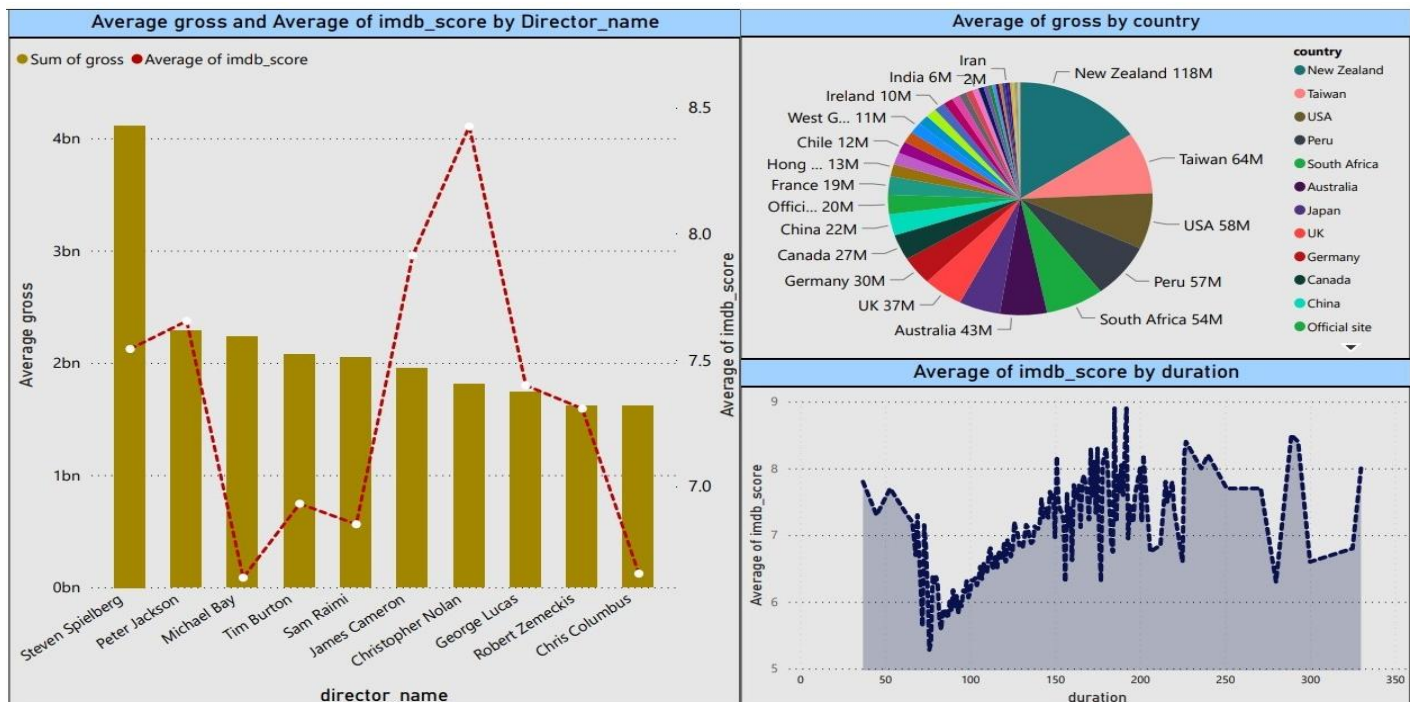 Average gross and Average of imdb_score by Director_name
Sum of gross Average of imdb_score
Average gross
4bn
3bn
2bn
1bn
0bn
8.5
8.0
7.5
7.0
Average of imdb_score
Steven Spielberg
Peter Jackson
Michael Bay
Tim Burton
Sam Raimi
James Cameron
Christopher Nolan
George Lucas
Robert Zemeckis
Chris Columbus
director_name
Average of gross by country
Iran
2M
India 6M
Ireland 10M
West G... 11M
Chile 12M
Hong ... 13M
France 19M
Offici... 20M
China 22M
Canada 27M
Germany 30M
UK 37M
Australia 43M
New Zealand 118M
Taiwan 64M
USA 58M
Peru 57M
South Africa 54M
country
New Zealand
Taiwan
USA
Peru
South Africa
Australia
Japan
UK
Germany
Canada
China
Official site
Average of imdb_score by duration
Average of imdb_score
9
8
7
6
5
0 50 100 150 200 250 300 350
duration